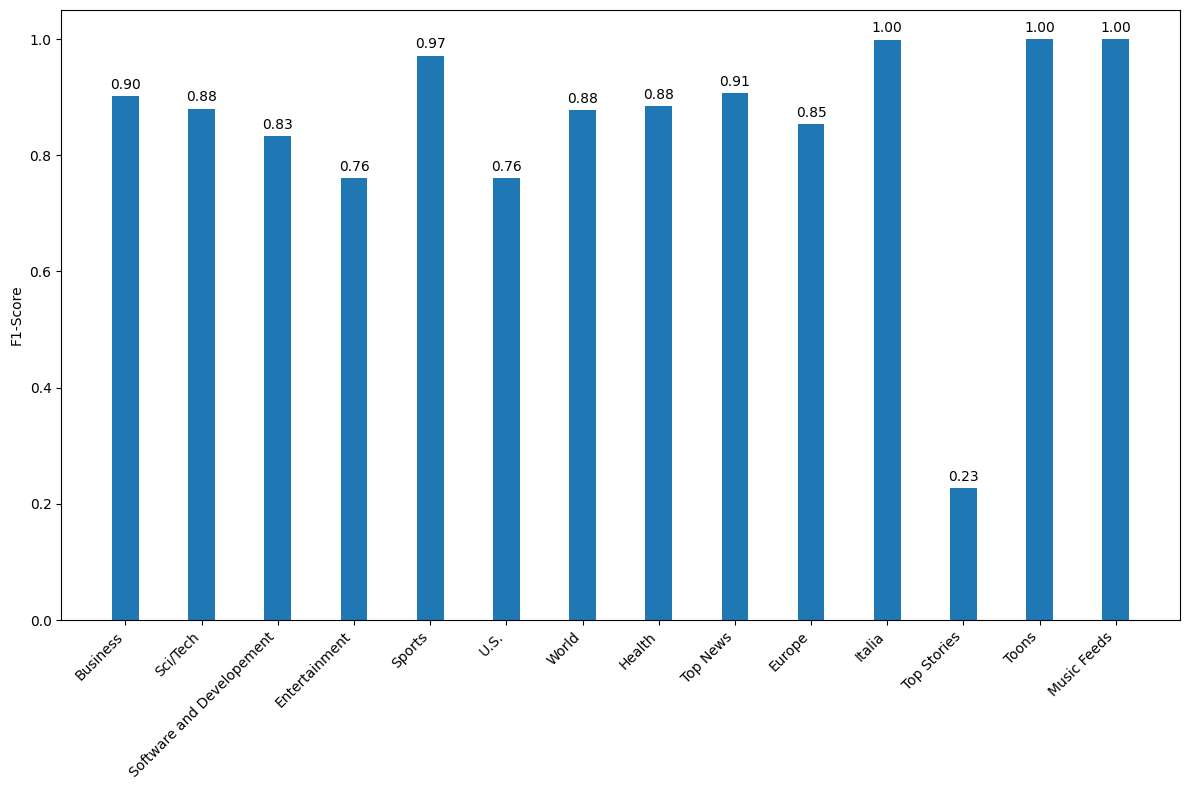 1.00 1.00 1.00
0.97
0.91
0.90
0.88 0.88 0.88
0.85
0.83
0.76 0.76
0.23
1.0
0.8
0.6
0.4
0.2
0.0
F1-Score
Business
Sci/Tech
Software and Developement
Entertainment
Sports
U.S.
World
Health
Top News
Europe
Italia
Top Stories
Toons
Music Feeds